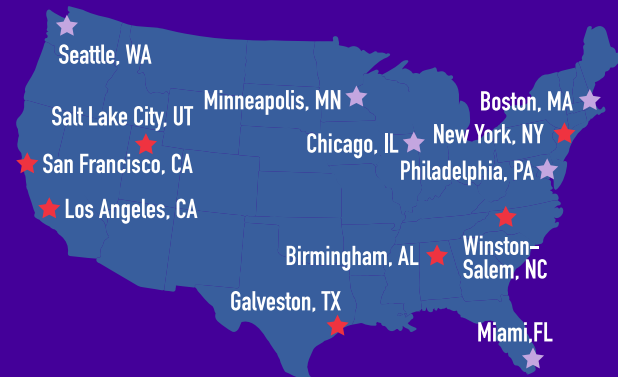 Seattle, WA
Minneapolis, MN
Boston, MA
Salt Lake City, UT
Chicago, IL
New York, NY
San Francisco, CA
Philadelphia, PA
Los Angeles, CA
Birmingham, AL
Winston–
Salem, NC
Galveston, TX
Miami,FL